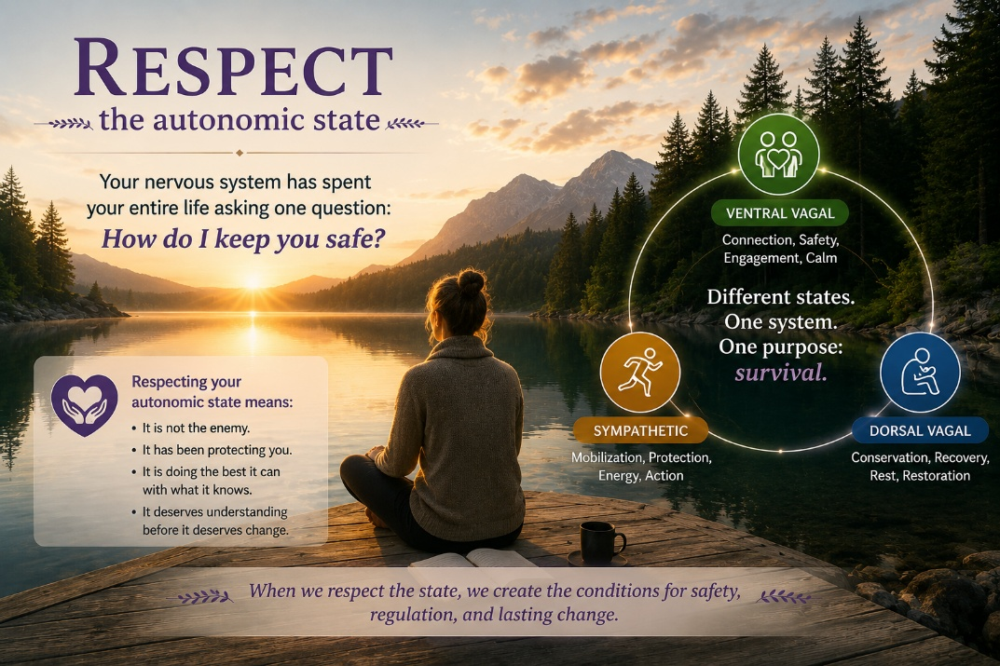 RESPECT
the autonomic state
Your nervous system has spent
your entire life asking one question:
How do I keep you safe?
Respecting your
autonomic state means:
• It is not the enemy.
• It has been protecting you.
• It is doing the best it can
with what it knows.
• It deserves understanding
before it deserves change.
VENTRAL VAGAL
Connection, Safety,
Engagement, Calm
Different states.
One system.
One purpose:
survival.
SYMPATHETIC
Mobilization, Protection,
Energy, Action
DORSAL VAGAL
Conservation, Recovery,
Rest, Restoration
When we respect the state, we create the conditions for safety,
regulation, and lasting change.